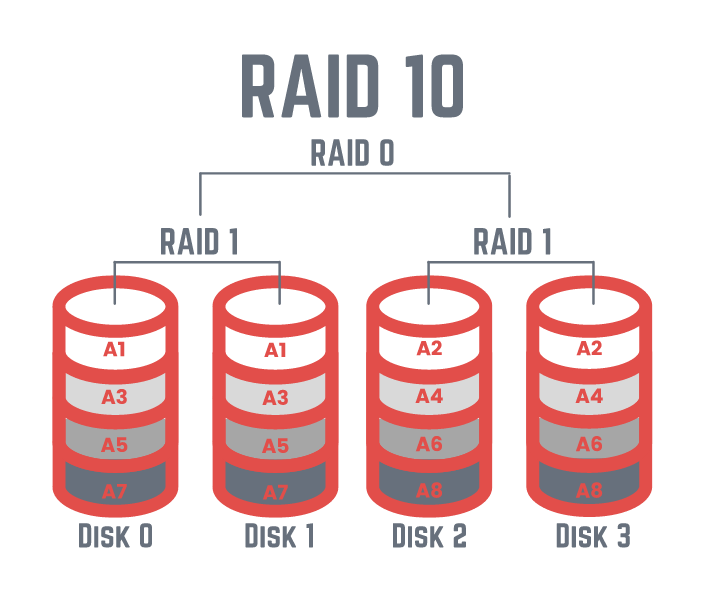 RAID 10
RAID 0
RAID 1 RAID 1
A1 A1 A2 A2
A3 A3 A4 A4
A5 A5 A6 A6
A7 A7 A8 A8
Disk 0 Disk 1 Disk 2 Disk 3